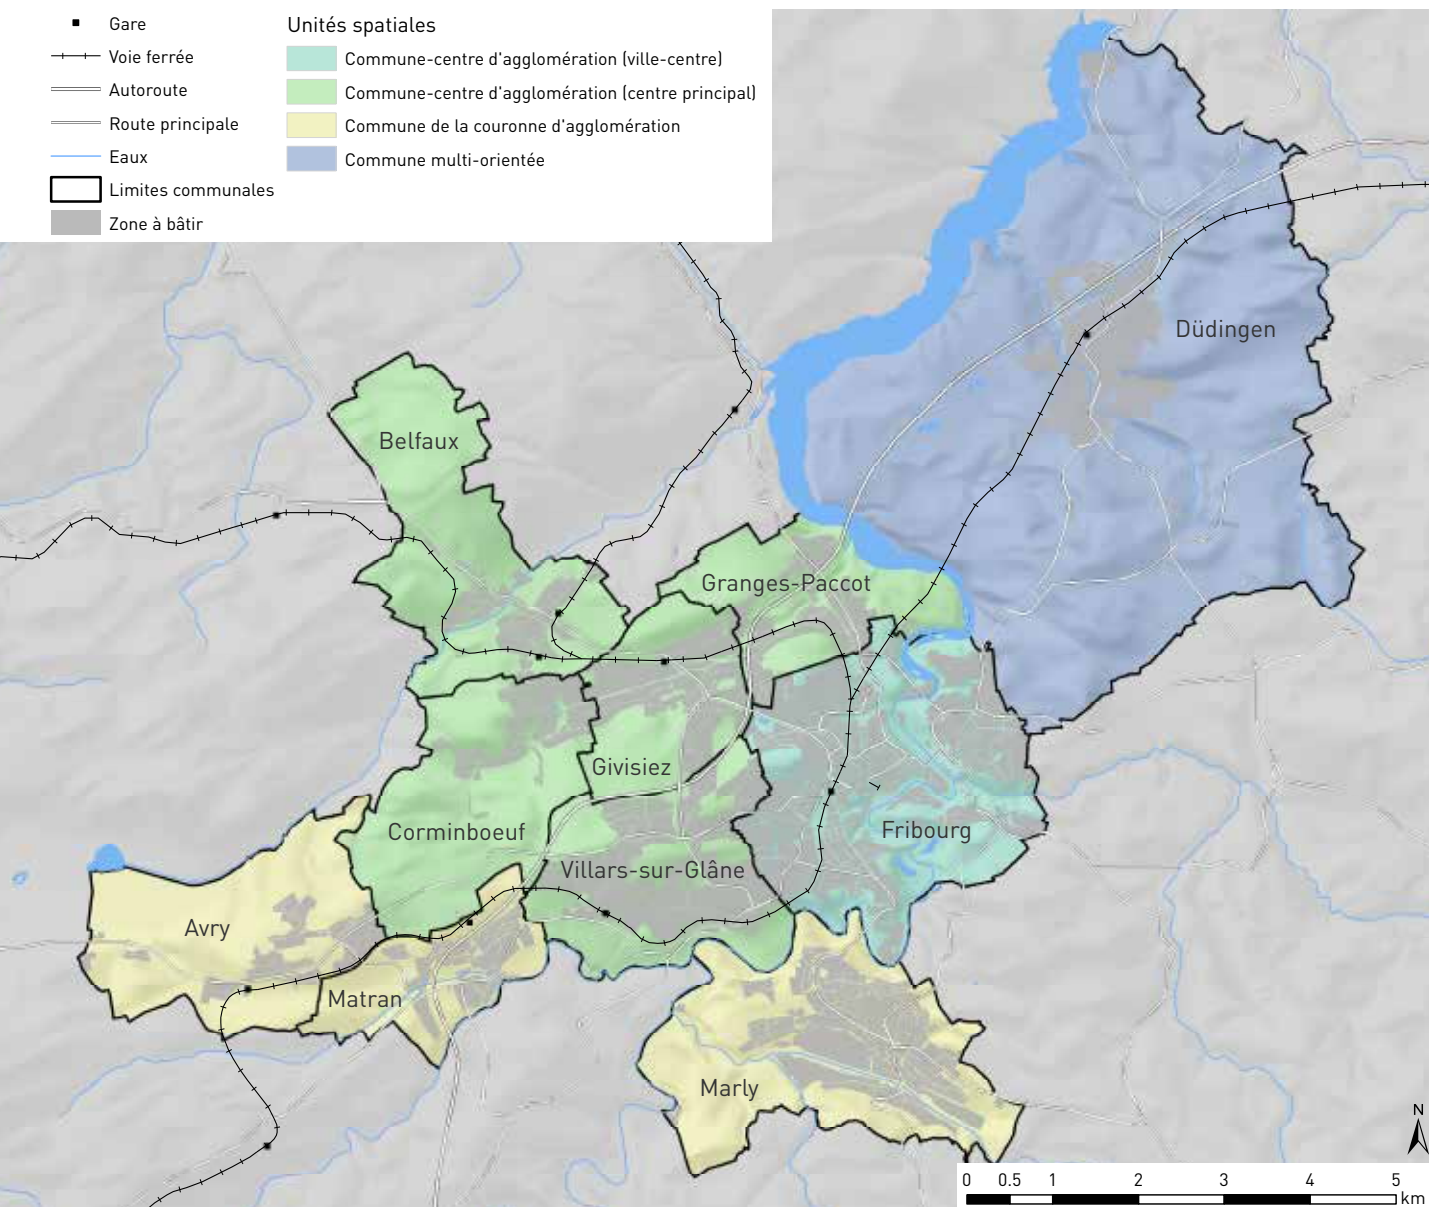 Gare
Voie ferrée
Autoroute
Route principale
Eaux
Limites communales
Zone à bâtir
Unités spatiales
Commune-centre d'agglomération (ville-centre)
Commune-centre d'agglomération (centre principal)
Commune de la couronne d'agglomération
Commune multi-orientée
Düdingen
Belfaux
Granges-Paccot
Givisiez
Corminboeuf
Fribourg
Villars-sur-Glâne
Avry
Matran
Marly
N
0 0.5 1 2 3 4 5
km